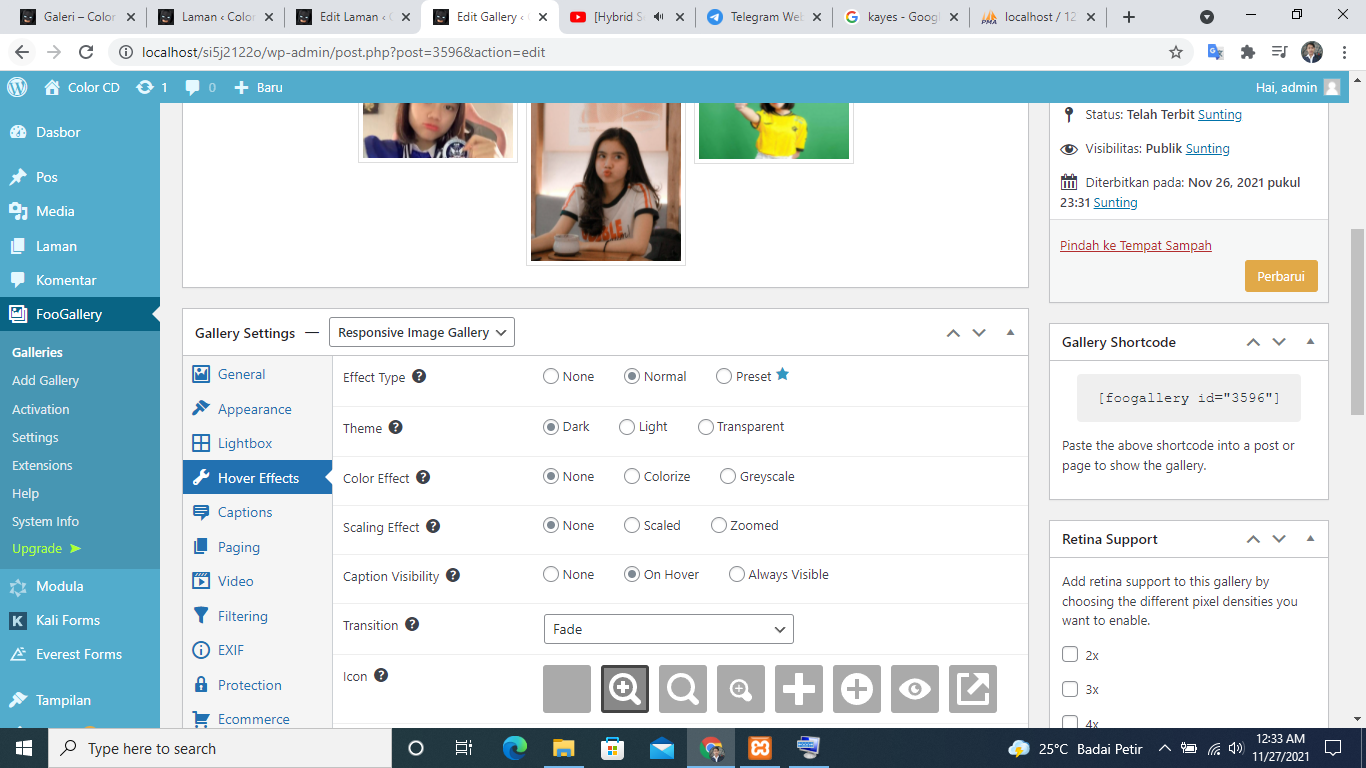 Galeri – Color
Laman ‹ Color
Edit Laman ‹ C
Edit Gallery ‹
[Hybrid S
Telegram Web
kayes - Google
localhost / 12
localhost/si5j2122o/wp-admin/post.php?post=3596&action=edit
Color CD
1
0
Baru
Hai, admin
Dasbor
Pos
Media
Laman
Komentar
FooGallery
Galleries
Add Gallery
Activation
Settings
Extensions
Help
System Info
Upgrade ➤
Modula
Kali Forms
Everest Forms
Tampilan
Gallery Settings — Responsive Image Gallery
General
Appearance
Lightbox
Hover Effects
Captions
Paging
Video
Filtering
EXIF
Protection
Ecommerce
Effect Type None Normal Preset
Theme Dark Light Transparent
Color Effect None Colorize Greyscale
Scaling Effect None Scaled Zoomed
Caption Visibility None On Hover Always Visible
Transition Fade
Icon
Status: Telah Terbit Sunting
Visibilitas: Publik Sunting
Diterbitkan pada: Nov 26, 2021 pukul
23:31 Sunting
Pindah ke Tempat Sampah
Perbarui
Gallery Shortcode
[foogallery id="3596"]
Paste the above shortcode into a post or
page to show the gallery.
Retina Support
Add retina support to this gallery by
choosing the different pixel densities you
want to enable.
2x
3x
4x
Type here to search
25°C Badai Petir
12:33 AM
11/27/2021